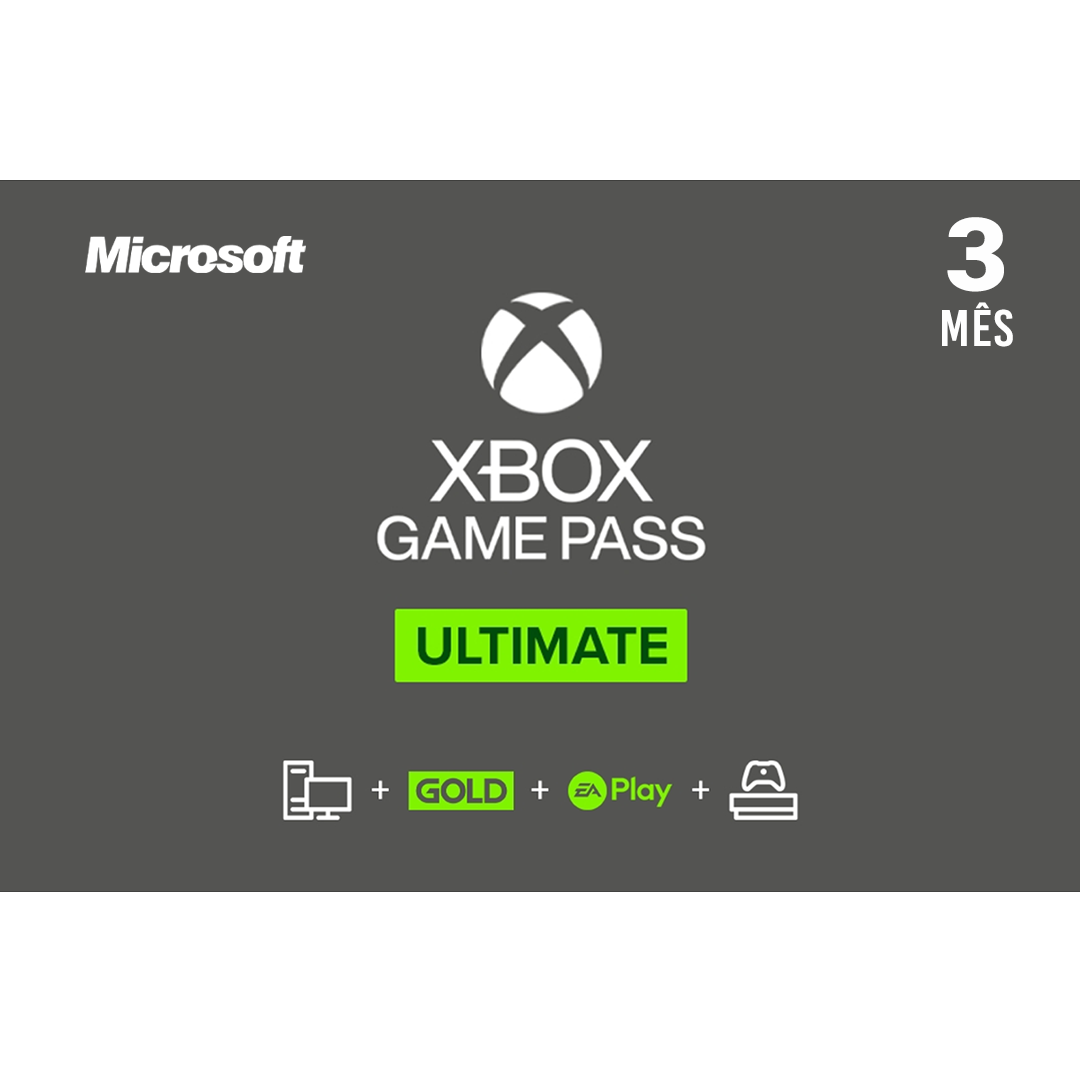 Microsoft
3
MÊS
XBOX
GAME PASS
ULTIMATE
+ GOLD + EA Play +